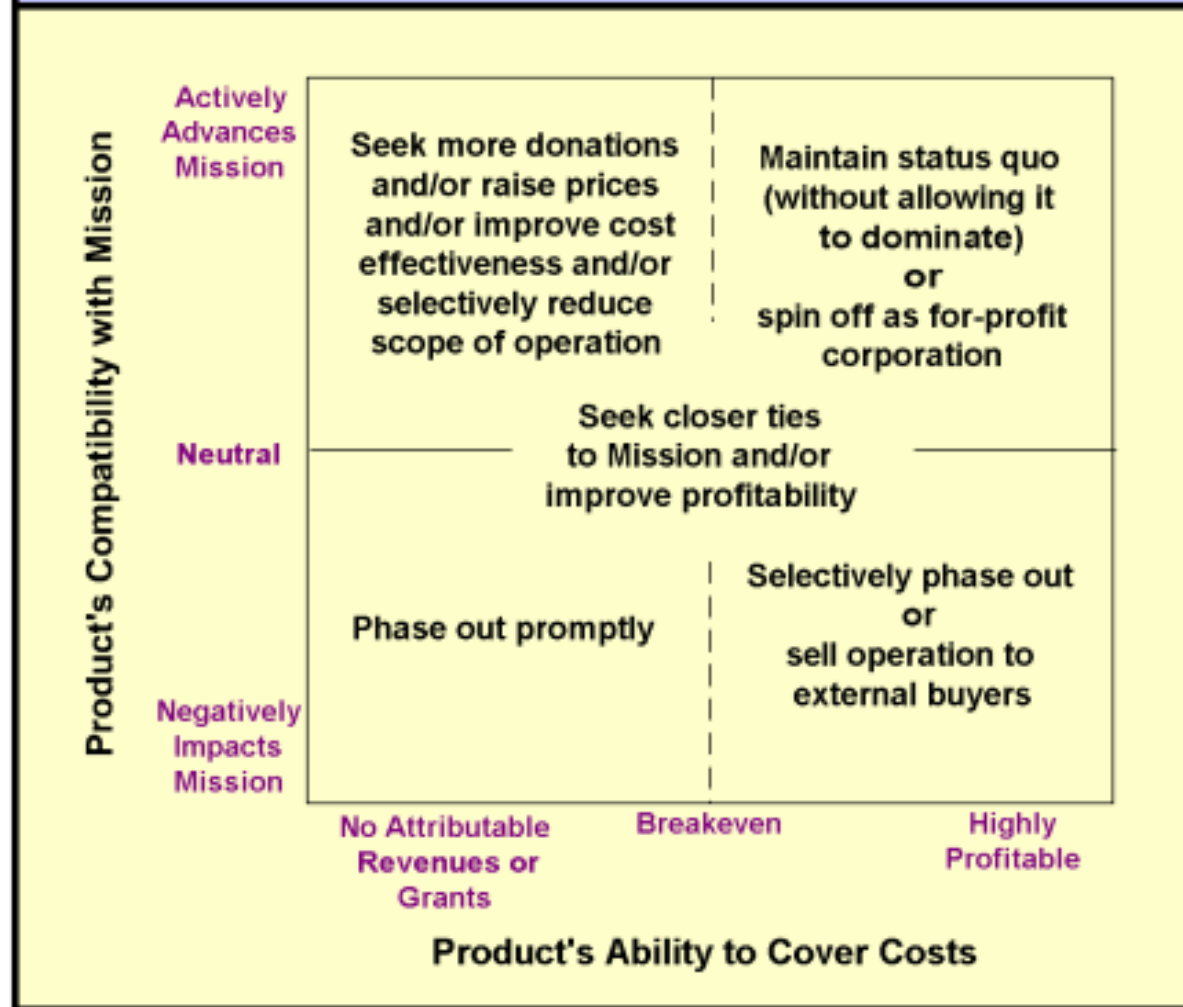 Product's Compatibility with Mission
Actively
Advances
Mission
Seek more donations
and/or raise prices
and/or improve cost
effectiveness and/or
selectively reduce
scope of operation
Maintain status quo
(without allowing it
to dominate)
or
spin off as for-profit
corporation
Neutral
Seek closer ties
to Mission and/or
improve profitability
Phase out promptly
Selectively phase out
or
sell operation to
external buyers
Negatively
Impacts
Mission
No Attributable
Revenues or
Grants
Breakeven
Highly
Profitable
Product's Ability to Cover Costs